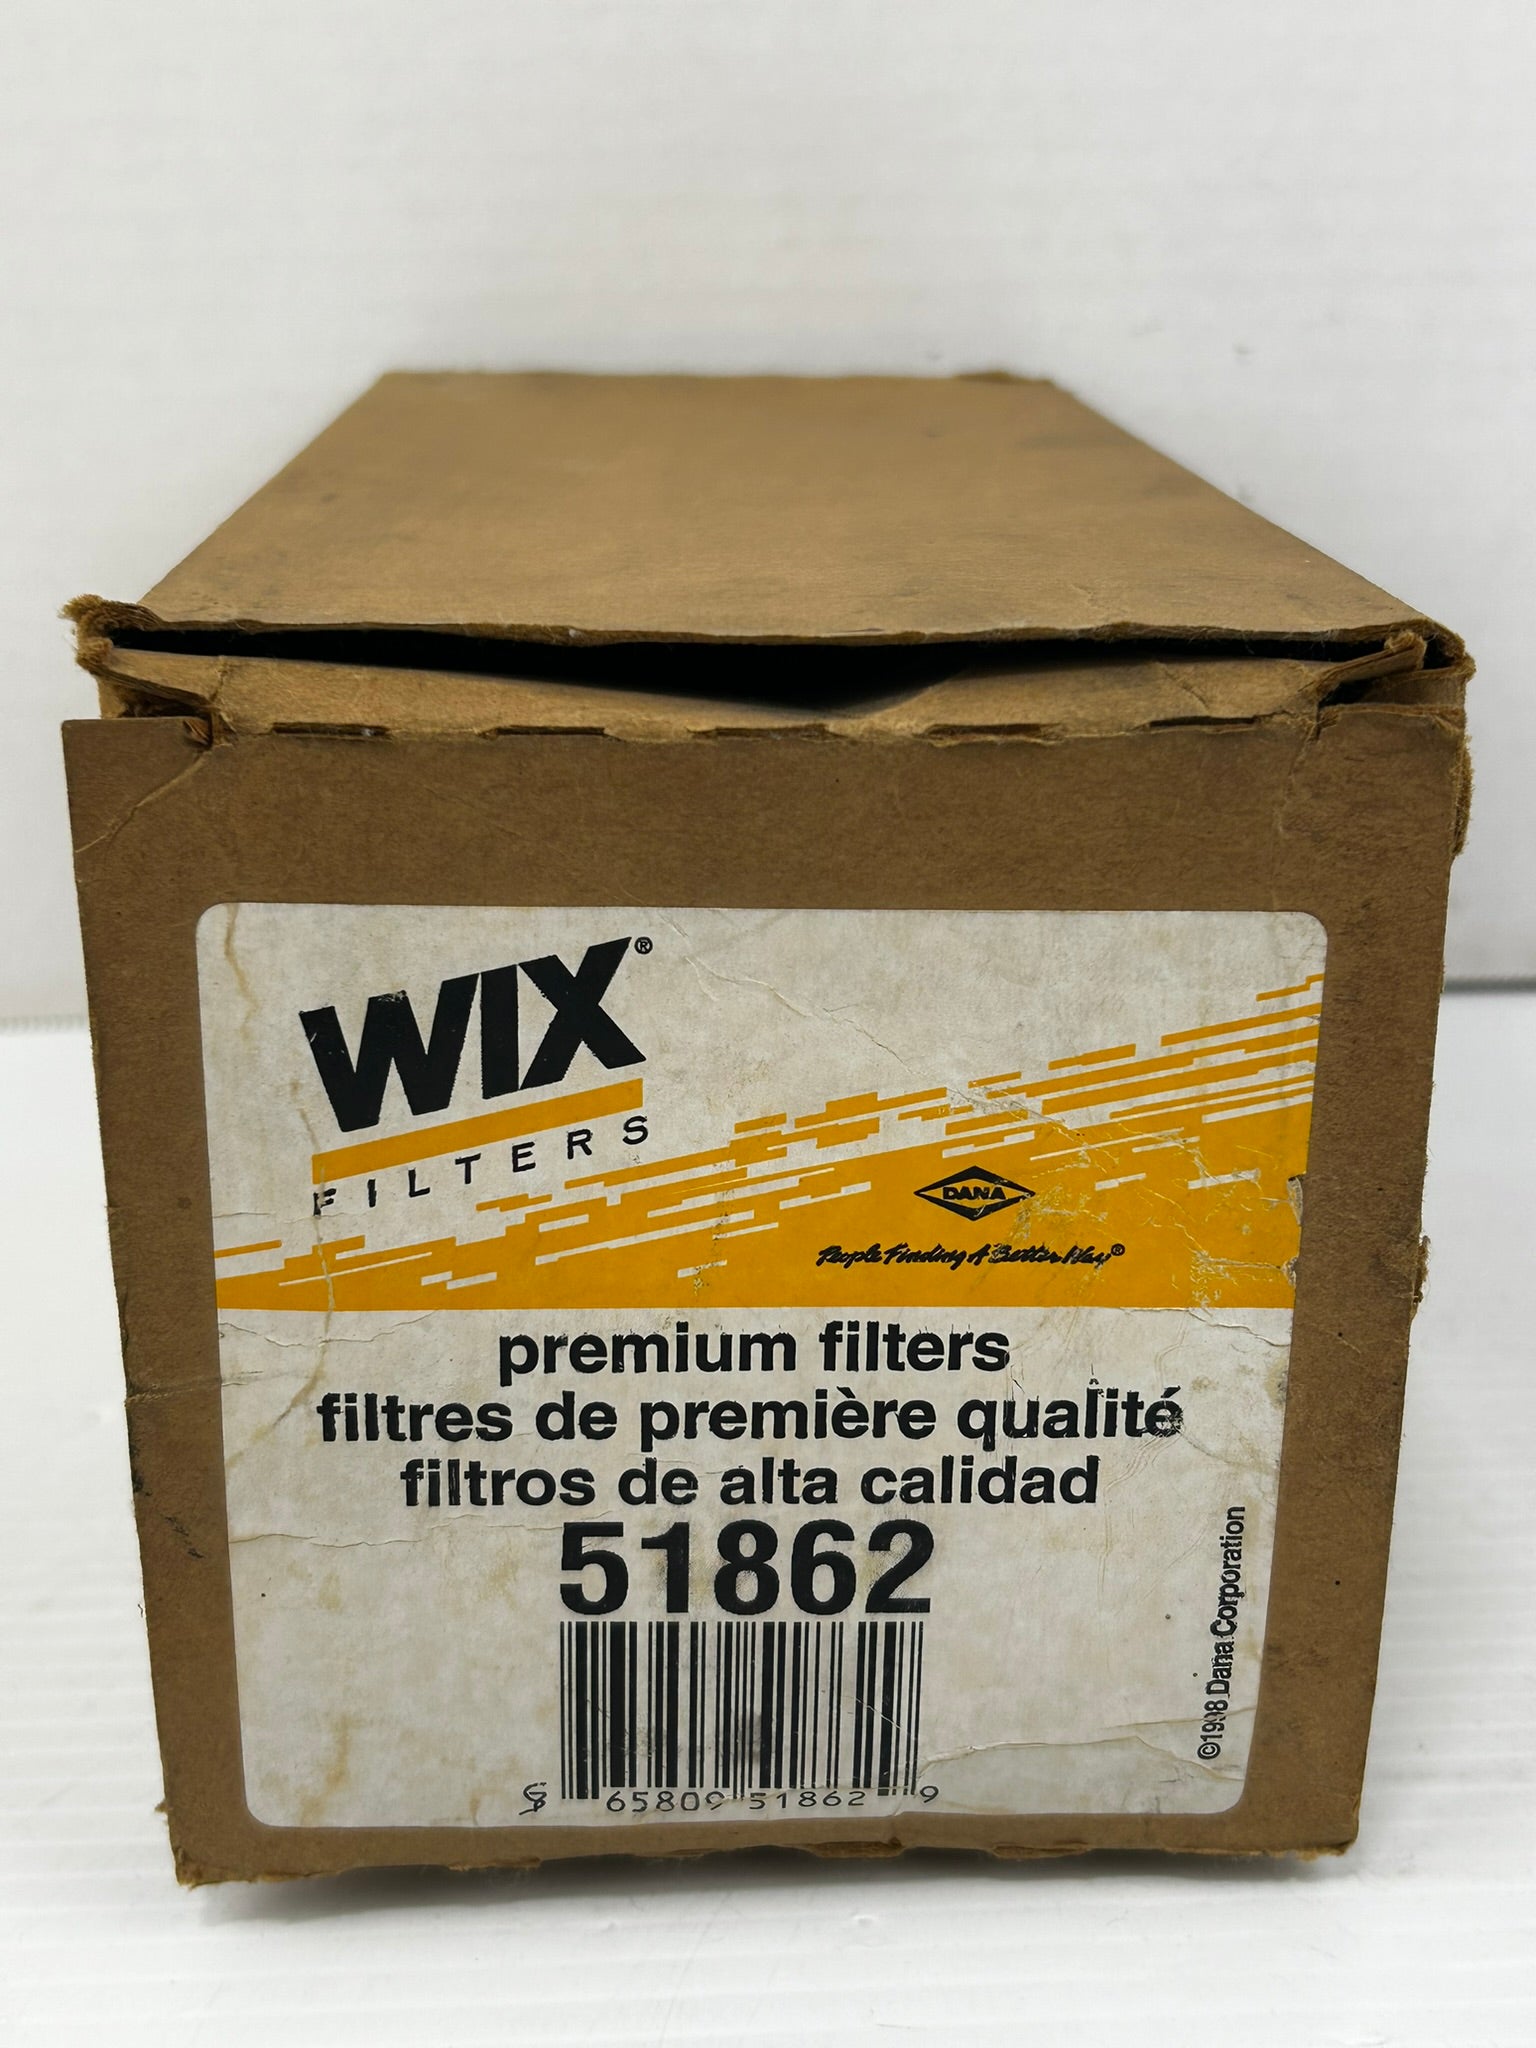 WIX®
FILTERS
DANA
People Finding A Better Way®
premium filters
filtres de première qualité
filtros de alta calidad
51862
65809 51862 9
©1998 Dana Corporation